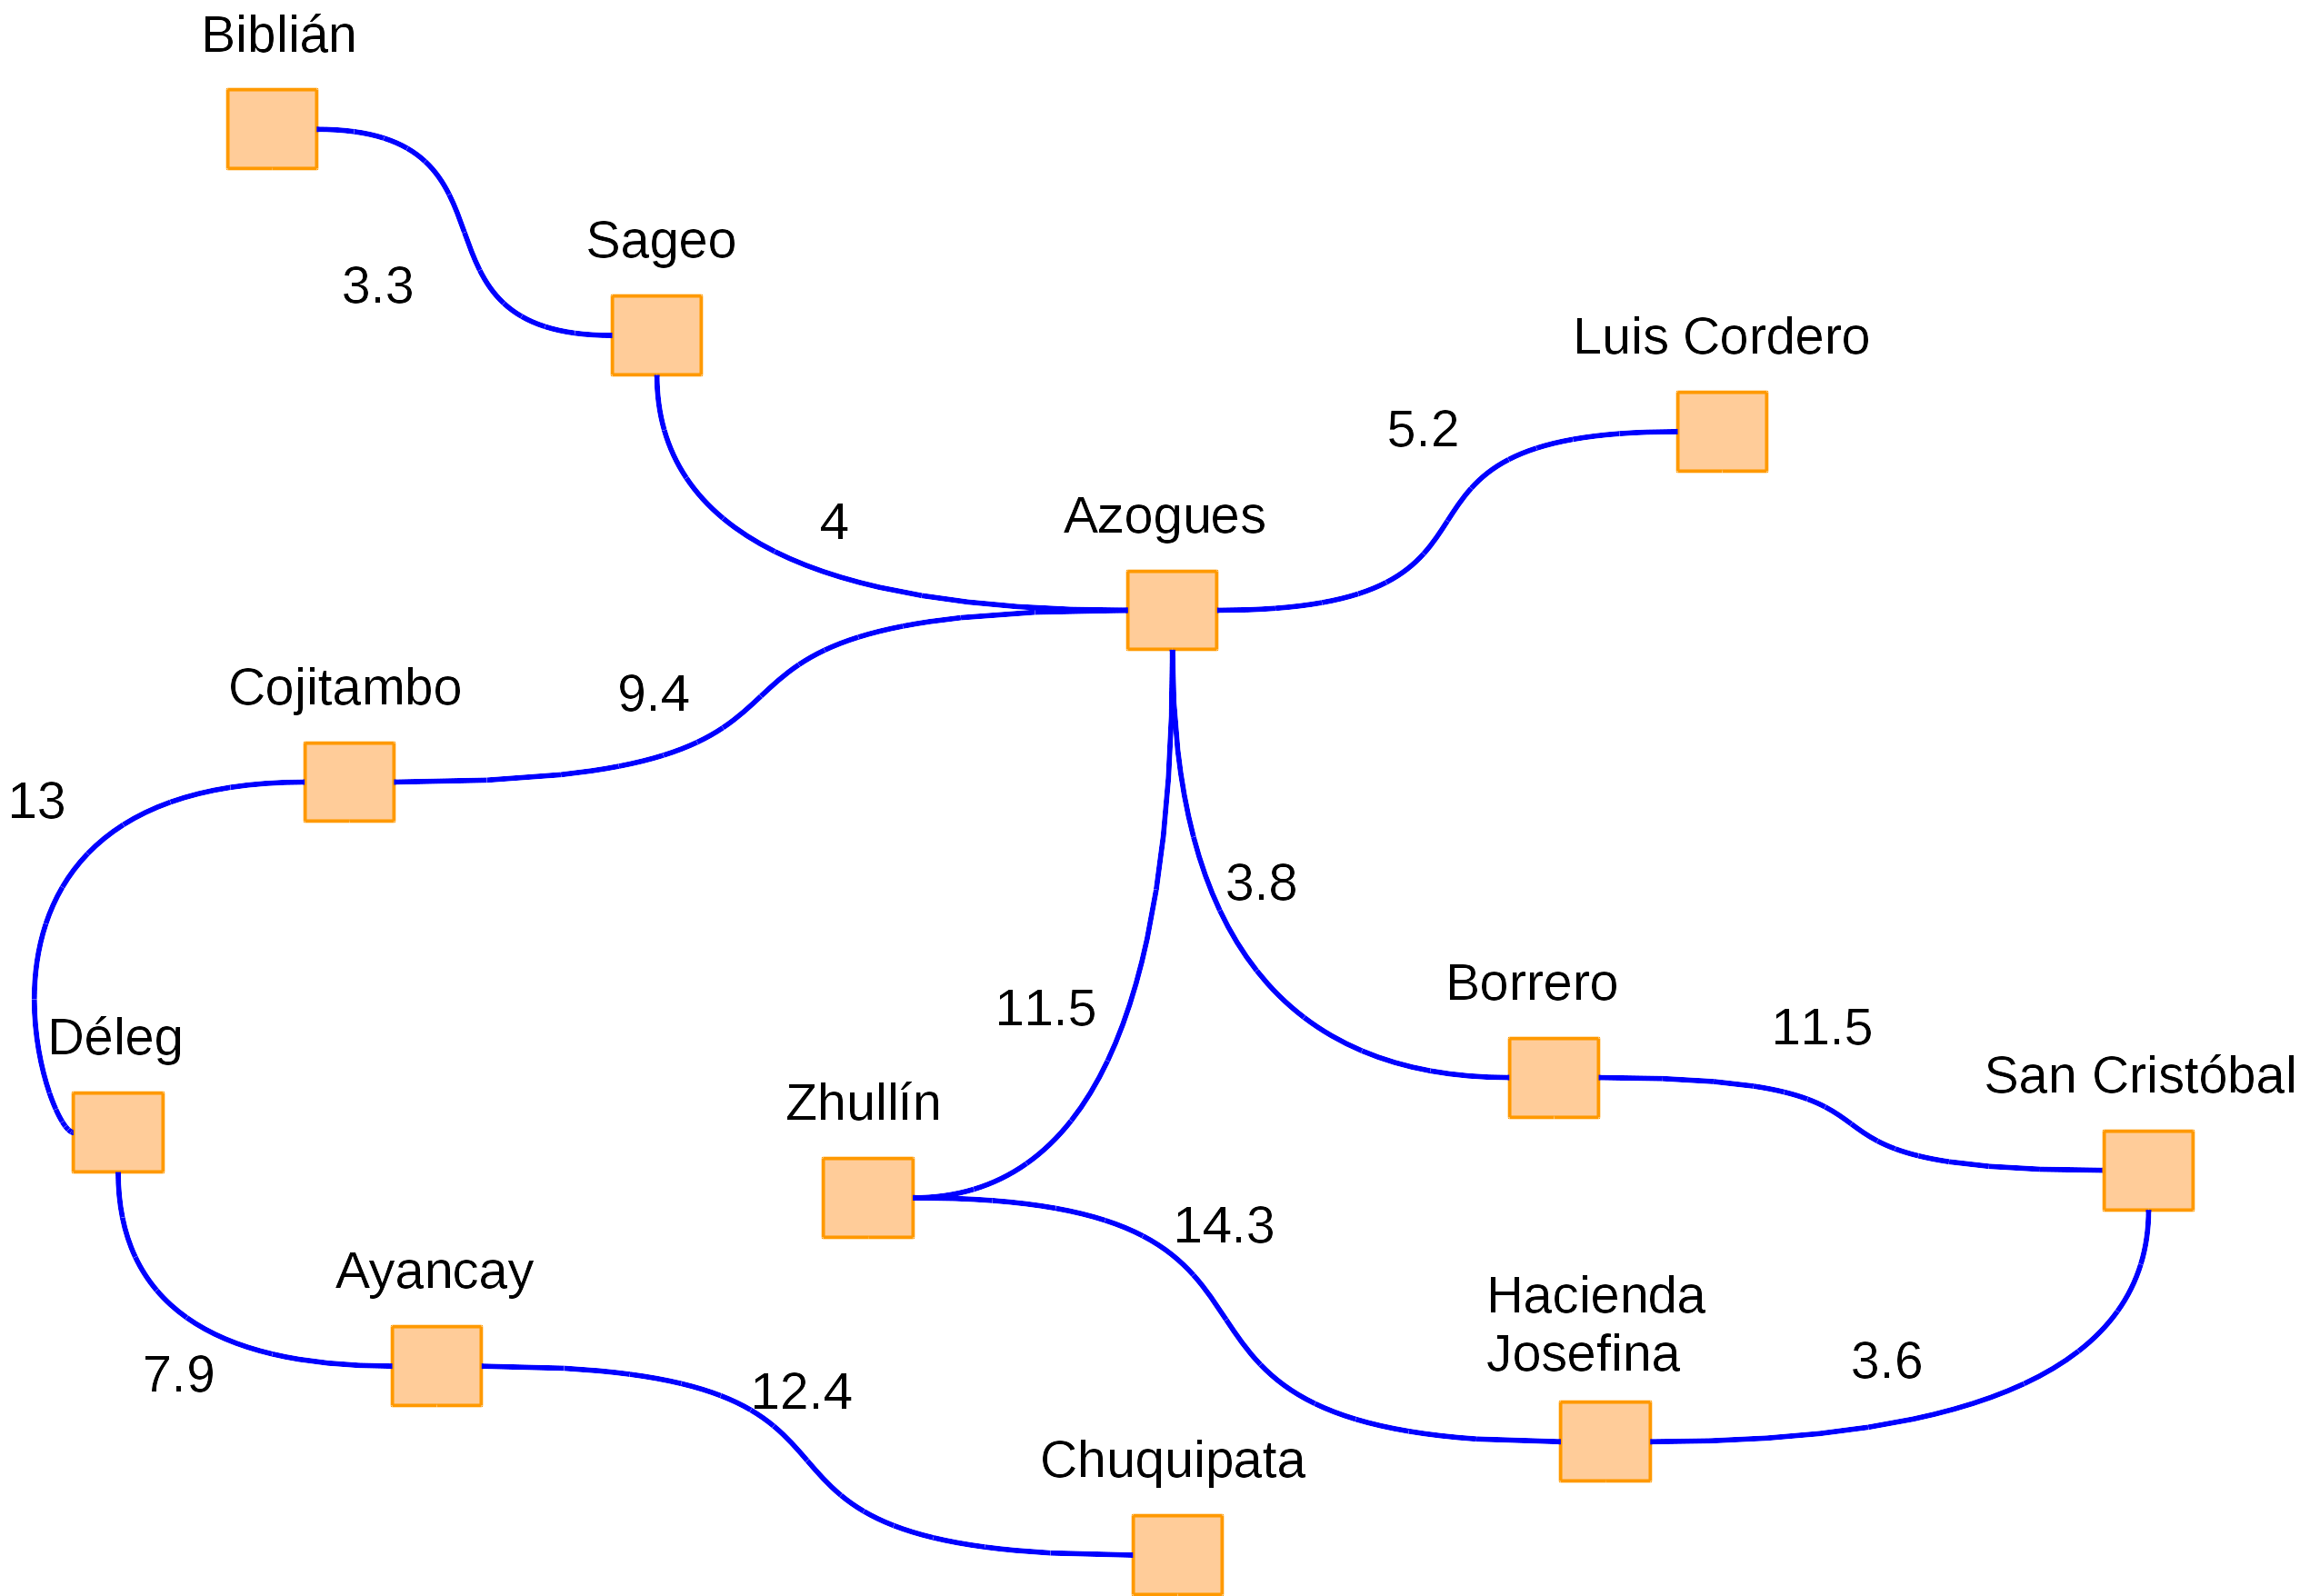 Biblián
Sageo
3.3
Luis Cordero
5.2
Azogues
4
Cojitambo
9.4
13
3.8
Borrero
11.5
11.5
Déleg
San Cristóbal
Zhullín
14.3
Ayancay
Hacienda
Josefina
3.6
7.9
12.4
Chuquipata